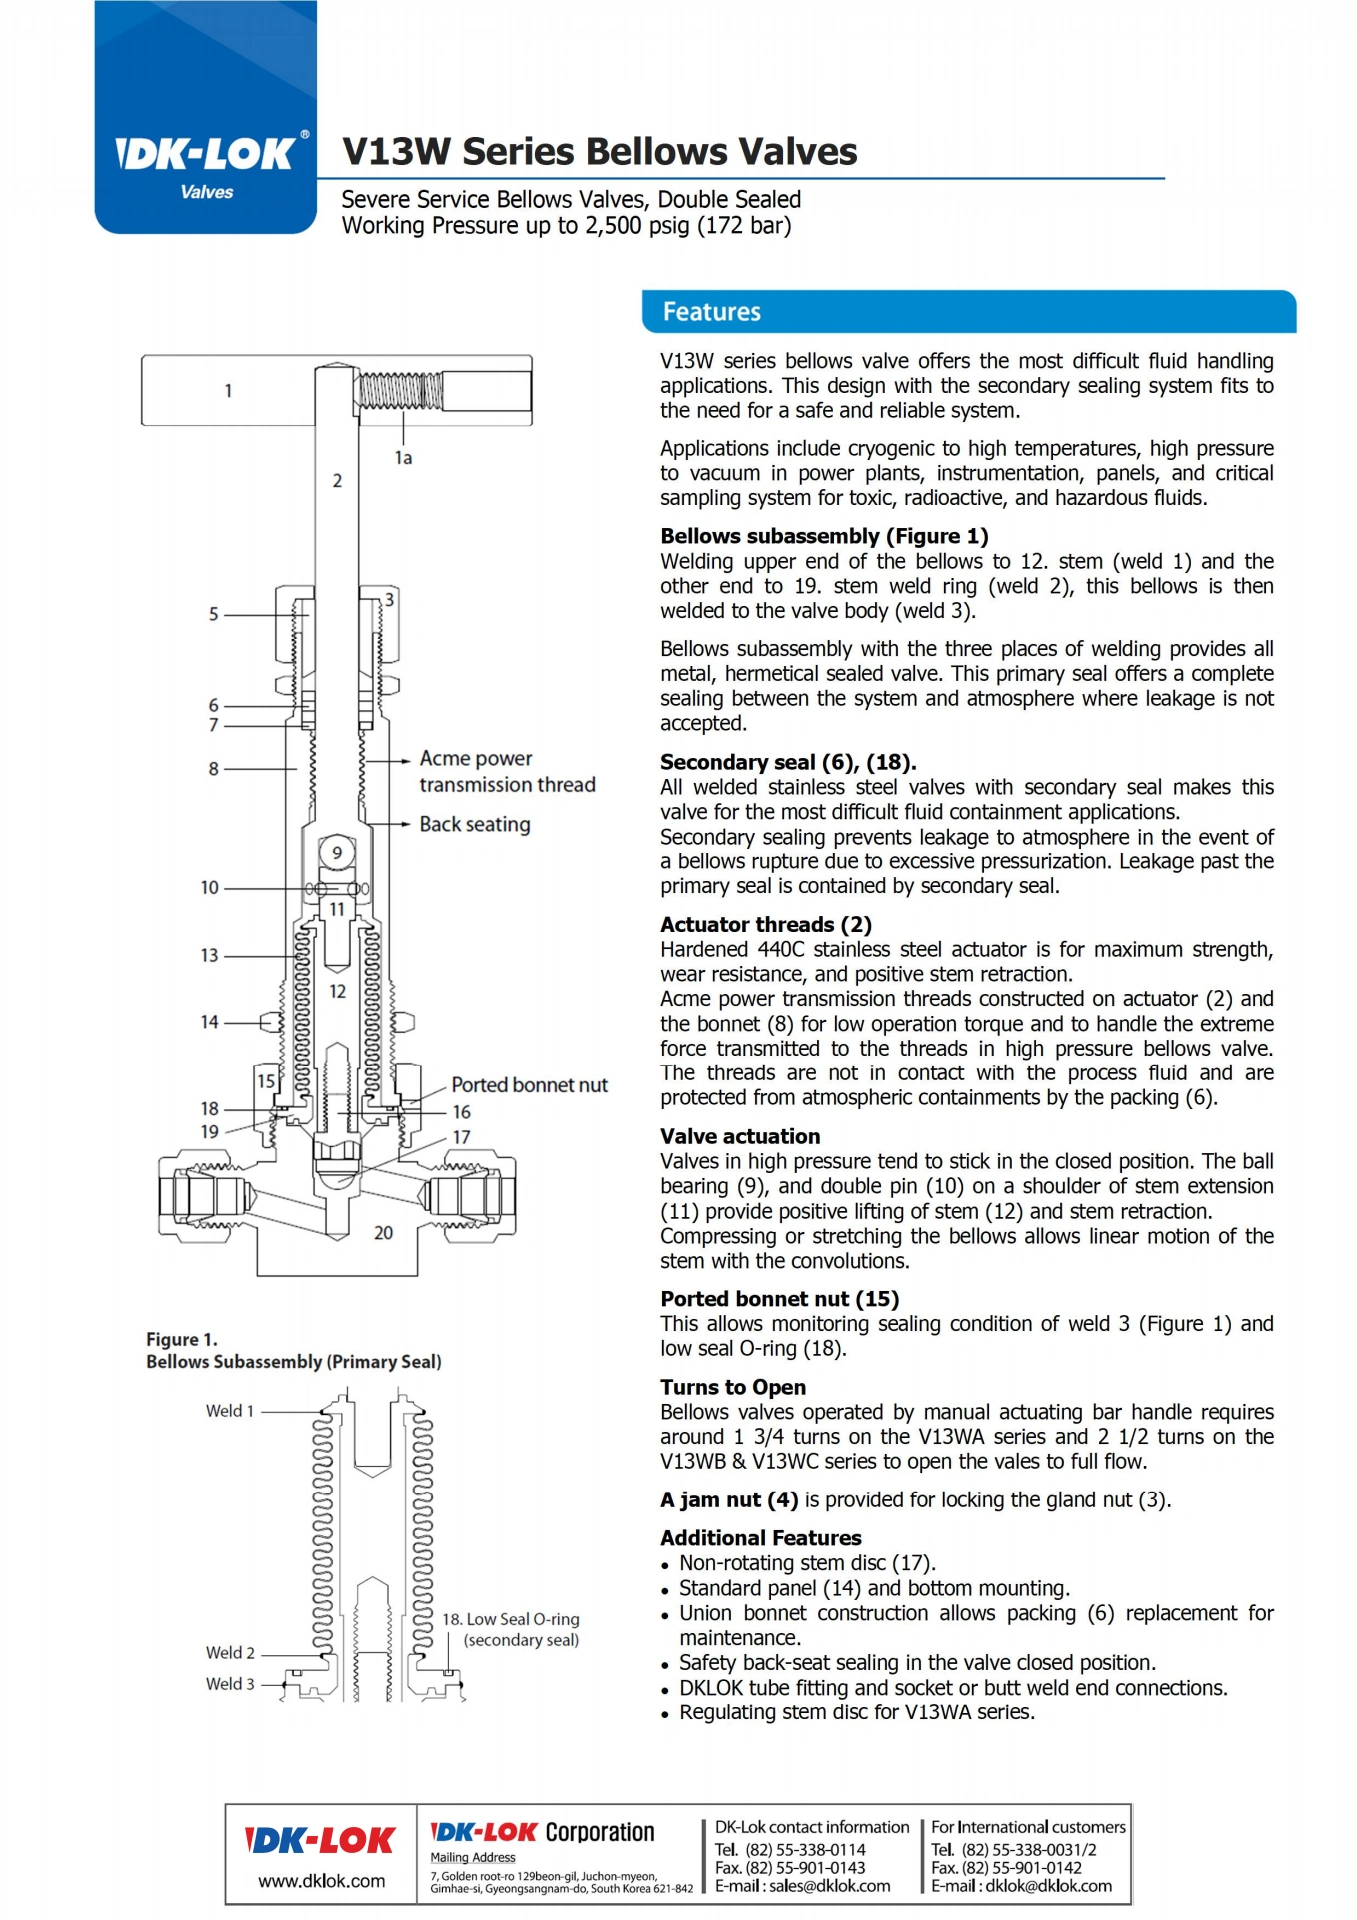 DK-LOK®
Valves
V13W Series Bellows Valves
Severe Service Bellows Valves, Double Sealed
Working Pressure up to 2,500 psig (172 bar)
1
1a
2
3
5
6
7
8
Acme power
transmission thread
Back seating
9
10
11
13
12
14
15
Ported bonnet nut
18
16
19
17
20
Figure 1.
Bellows Subassembly (Primary Seal)
Weld 1
18. Low Seal O-ring
(secondary seal)
Weld 2
Weld 3
Features
V13W series bellows valve offers the most difficult fluid handling
applications. This design with the secondary sealing system fits to
the need for a safe and reliable system.
Applications include cryogenic to high temperatures, high pressure
to vacuum in power plants, instrumentation, panels, and critical
sampling system for toxic, radioactive, and hazardous fluids.
Bellows subassembly (Figure 1)
Welding upper end of the bellows to 12. stem (weld 1) and the
other end to 19. stem weld ring (weld 2), this bellows is then
welded to the valve body (weld 3).
Bellows subassembly with the three places of welding provides all
metal, hermetical sealed valve. This primary seal offers a complete
sealing between the system and atmosphere where leakage is not
accepted.
Secondary seal (6), (18).
All welded stainless steel valves with secondary seal makes this
valve for the most difficult fluid containment applications.
Secondary sealing prevents leakage to atmosphere in the event of
a bellows rupture due to excessive pressurization. Leakage past the
primary seal is contained by secondary seal.
Actuator threads (2)
Hardened 440C stainless steel actuator is for maximum strength,
wear resistance, and positive stem retraction.
Acme power transmission threads constructed on actuator (2) and
the bonnet (8) for low operation torque and to handle the extreme
force transmitted to the threads in high pressure bellows valve.
The threads are not in contact with the process fluid and are
protected from atmospheric containments by the packing (6).
Valve actuation
Valves in high pressure tend to stick in the closed position. The ball
bearing (9), and double pin (10) on a shoulder of stem extension
(11) provide positive lifting of stem (12) and stem retraction.
Compressing or stretching the bellows allows linear motion of the
stem with the convolutions.
Ported bonnet nut (15)
This allows monitoring sealing condition of weld 3 (Figure 1) and
low seal O-ring (18).
Turns to Open
Bellows valves operated by manual actuating bar handle requires
around 1 3/4 turns on the V13WA series and 2 1/2 turns on the
V13WB & V13WC series to open the vales to full flow.
A jam nut (4) is provided for locking the gland nut (3).
Additional Features
• Non-rotating stem disc (17).
• Standard panel (14) and bottom mounting.
• Union bonnet construction allows packing (6) replacement for
maintenance.
• Safety back-seat sealing in the valve closed position.
• DKLOK tube fitting and socket or butt weld end connections.
• Regulating stem disc for V13WA series.
DK-LOK
www.dklok.com
DK-LOK Corporation
Mailing Address
7, Golden root-ro 129beon-gil, Juchon-myeon,
Gimhae-si, Gyeongsangnam-do, South Korea 621-842
DK-Lok contact information
Tel. (82) 55-338-0114
Fax. (82) 55-901-0143
E-mail : sales@dklok.com
For International customers
Tel. (82) 55-338-0031/2
Fax. (82) 55-901-0142
E-mail : dklok@dklok.com